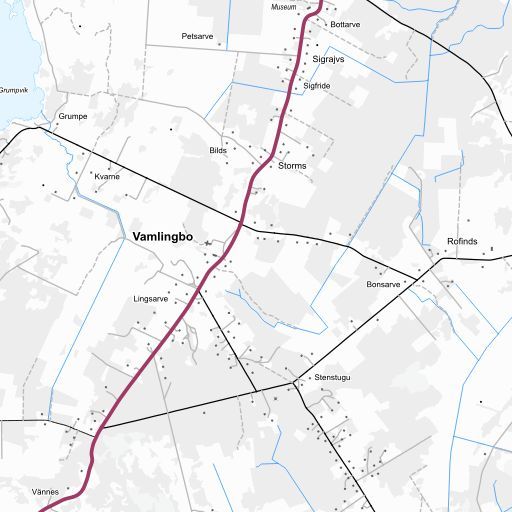 Museum
Bottarve
Petsarve
Sigrajvs
Grumpvik
Sigfride
Grumpe
Bilds
Storms
Kvarne
Vamlingbo
Rofinds
Bonsarve
Lingsarve
Stenstugu
Vännes